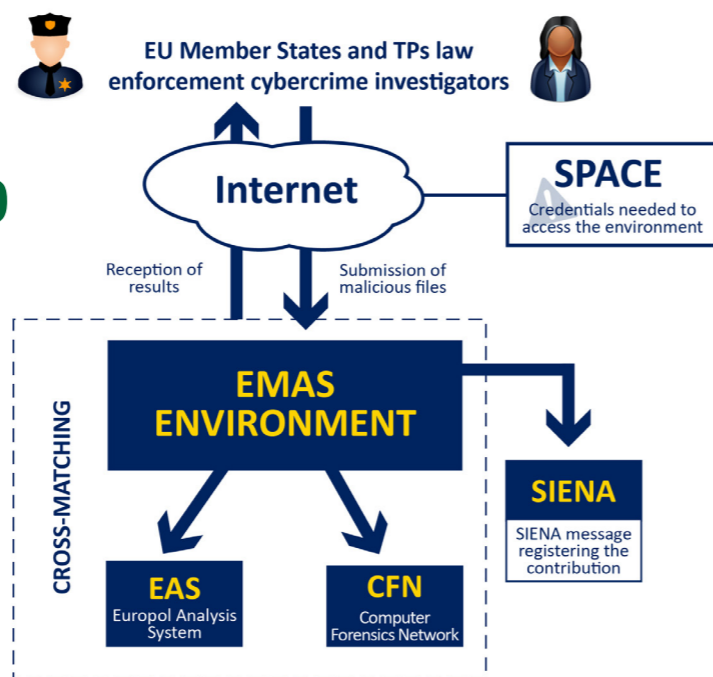 EU Member States and TPs law
enforcement cybercrime investigators
Internet
SPACE
Credentials needed to
access the environment
Reception of
results
Submission of
malicious files
CROSS-MATCHING
EMAS
ENVIRONMENT
SIENA
SIENA message
registering the
contribution
EAS
Europol Analysis
System
CFN
Computer
Forensics Network